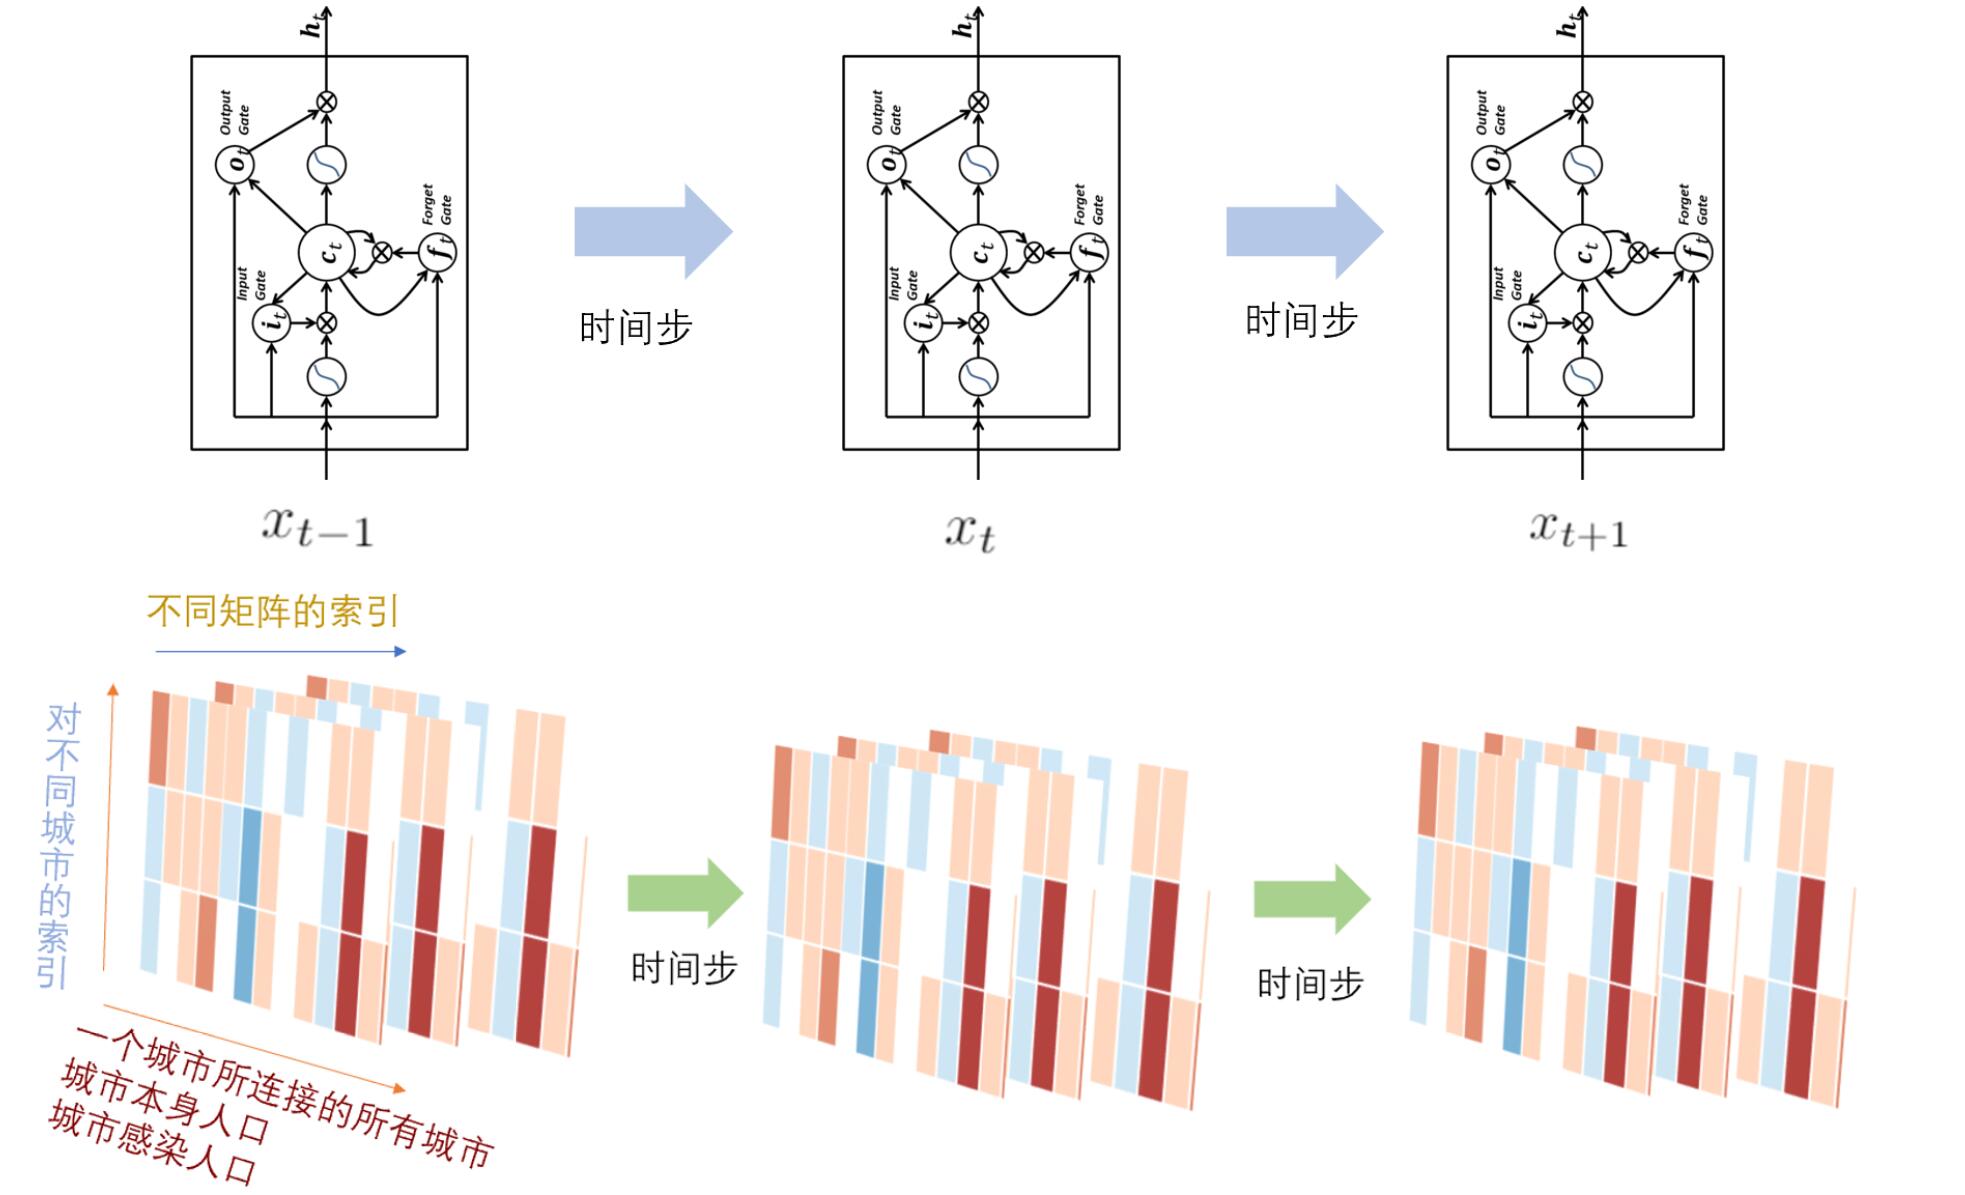 h_t
Output
Gate
o_t
Forget
Gate
c_t
f_t
Input
Gate
i_t
x_{t-1}
时间步
h_t
Output
Gate
o_t
Forget
Gate
c_t
f_t
Input
Gate
i_t
x_t
时间步
h_t
Output
Gate
o_t
Forget
Gate
c_t
f_t
Input
Gate
i_t
x_{t+1}
不同矩阵的索引
对不同城市的索引
一个城市所连接的所有城市
城市本身人口
城市感染人口
时间步
时间步